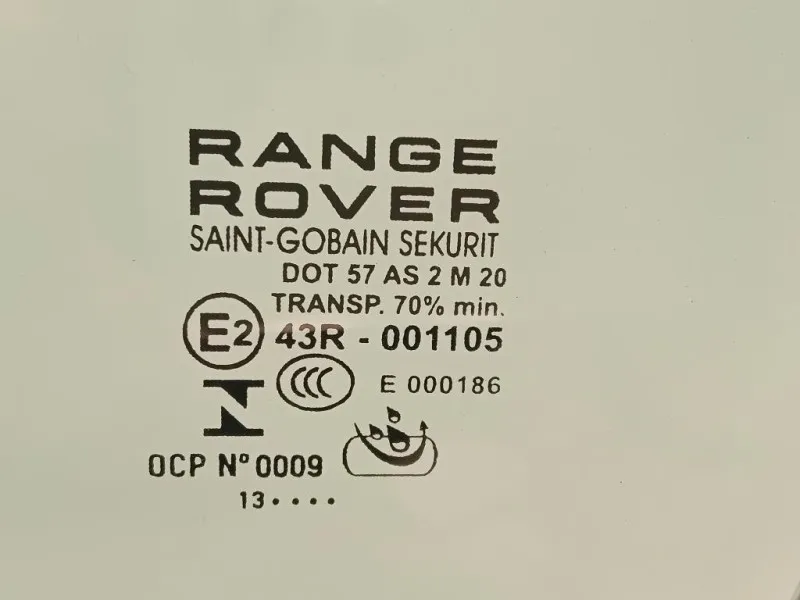 RANGE
ROVER
SAINT-GOBAIN SEKURIT
DOT 57 AS 2 M 20
TRANSP. 70% min.
E2 43R - 001105
CCC E 000186
OCP Nº 0009
13••••